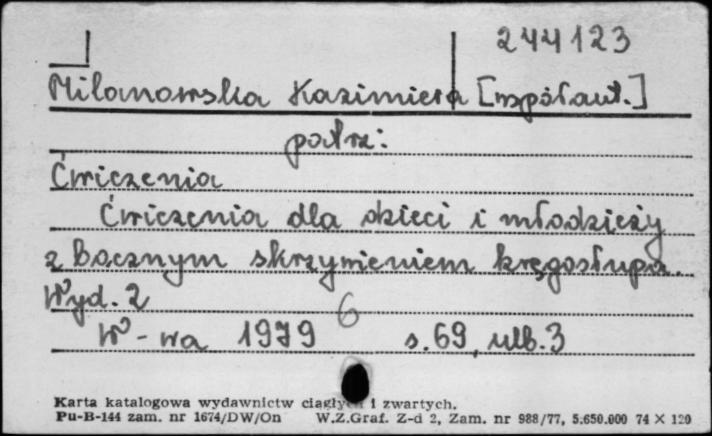 244123
Milanowska Kazimiera [współaut.]
patrz:
Ćwiczenia
Ćwiczenia dla dzieci i młodzieży
z bocznym skrzywieniem kręgosłupa.
Wyd. 2
6
W-wa 1979 s. 69, nlb. 3
Karta katalogowa wydawnictw ciągłych i zwartych.
Pu-B-144 zam. nr 1674/DW/On W.Z.Graf. Z-d 2, Zam. nr 988/77, 5.650.000 74 X 120